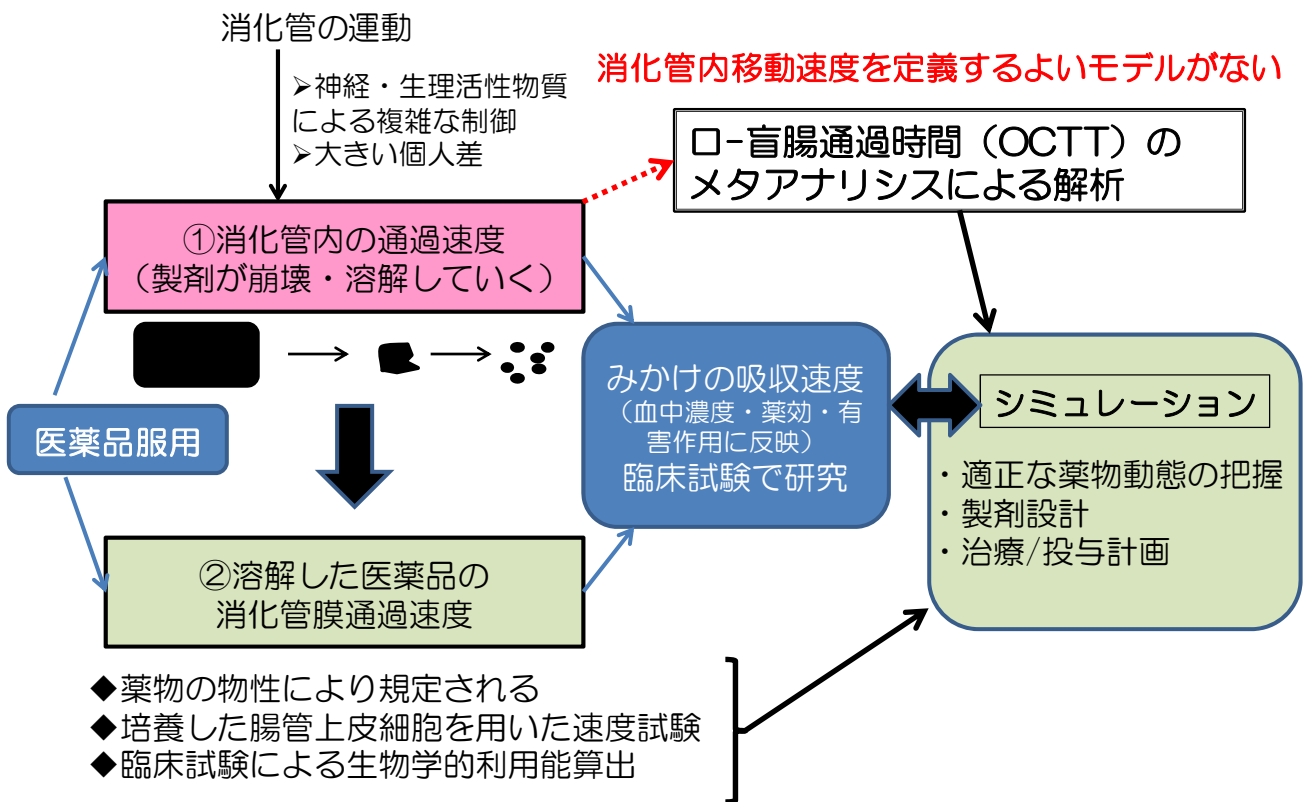 消化管の運動
➢神経・生理活性物質
による複雑な制御
➢大きい個人差
消化管内移動速度を定義するよいモデルがない
口-盲腸通過時間（OCTT）の
メタアナリシスによる解析
①消化管内の通過速度
（製剤が崩壊・溶解していく）
医薬品服用
みかけの吸収速度
（血中濃度・薬効・有
害作用に反映）
臨床試験で研究
シミュレーション
・適正な薬物動態の把握
・製剤設計
・治療/投与計画
②溶解した医薬品の
消化管膜通過速度
◆薬物の物性により規定される
◆培養した腸管上皮細胞を用いた速度試験
◆臨床試験による生物学的利用能算出